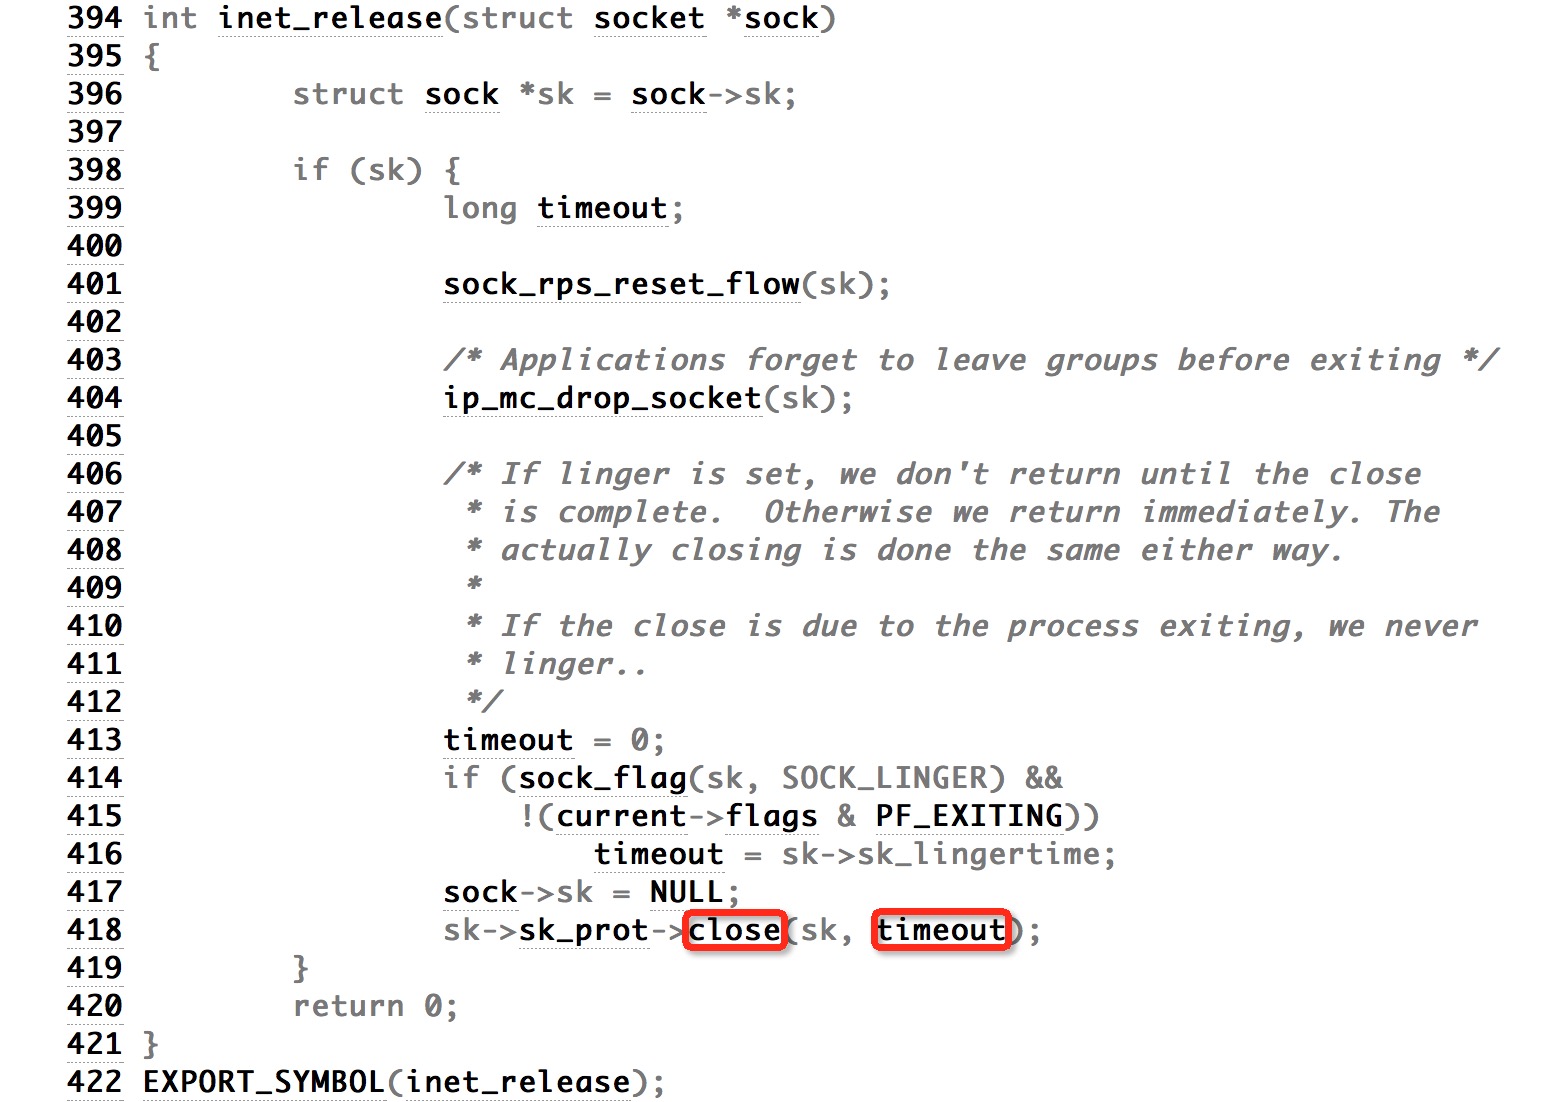 394 int inet_release(struct socket *sock)
395 {
396         struct sock *sk = sock->sk;
397
398         if (sk) {
399                 long timeout;
400
401                 sock_rps_reset_flow(sk);
402
403                 /* Applications forget to leave groups before exiting */
404                 ip_mc_drop_socket(sk);
405
406                 /* If linger is set, we don't return until the close
407                  * is complete.  Otherwise we return immediately. The
408                  * actually closing is done the same either way.
409                  *
410                  * If the close is due to the process exiting, we never
411                  * linger..
412                  */
413                 timeout = 0;
414                 if (sock_flag(sk, SOCK_LINGER) &&
415                     !(current->flags & PF_EXITING))
416                         timeout = sk->sk_lingertime;
417                 sock->sk = NULL;
418                 sk->sk_prot->close(sk, timeout);
419         }
420         return 0;
421 }
422 EXPORT_SYMBOL(inet_release);